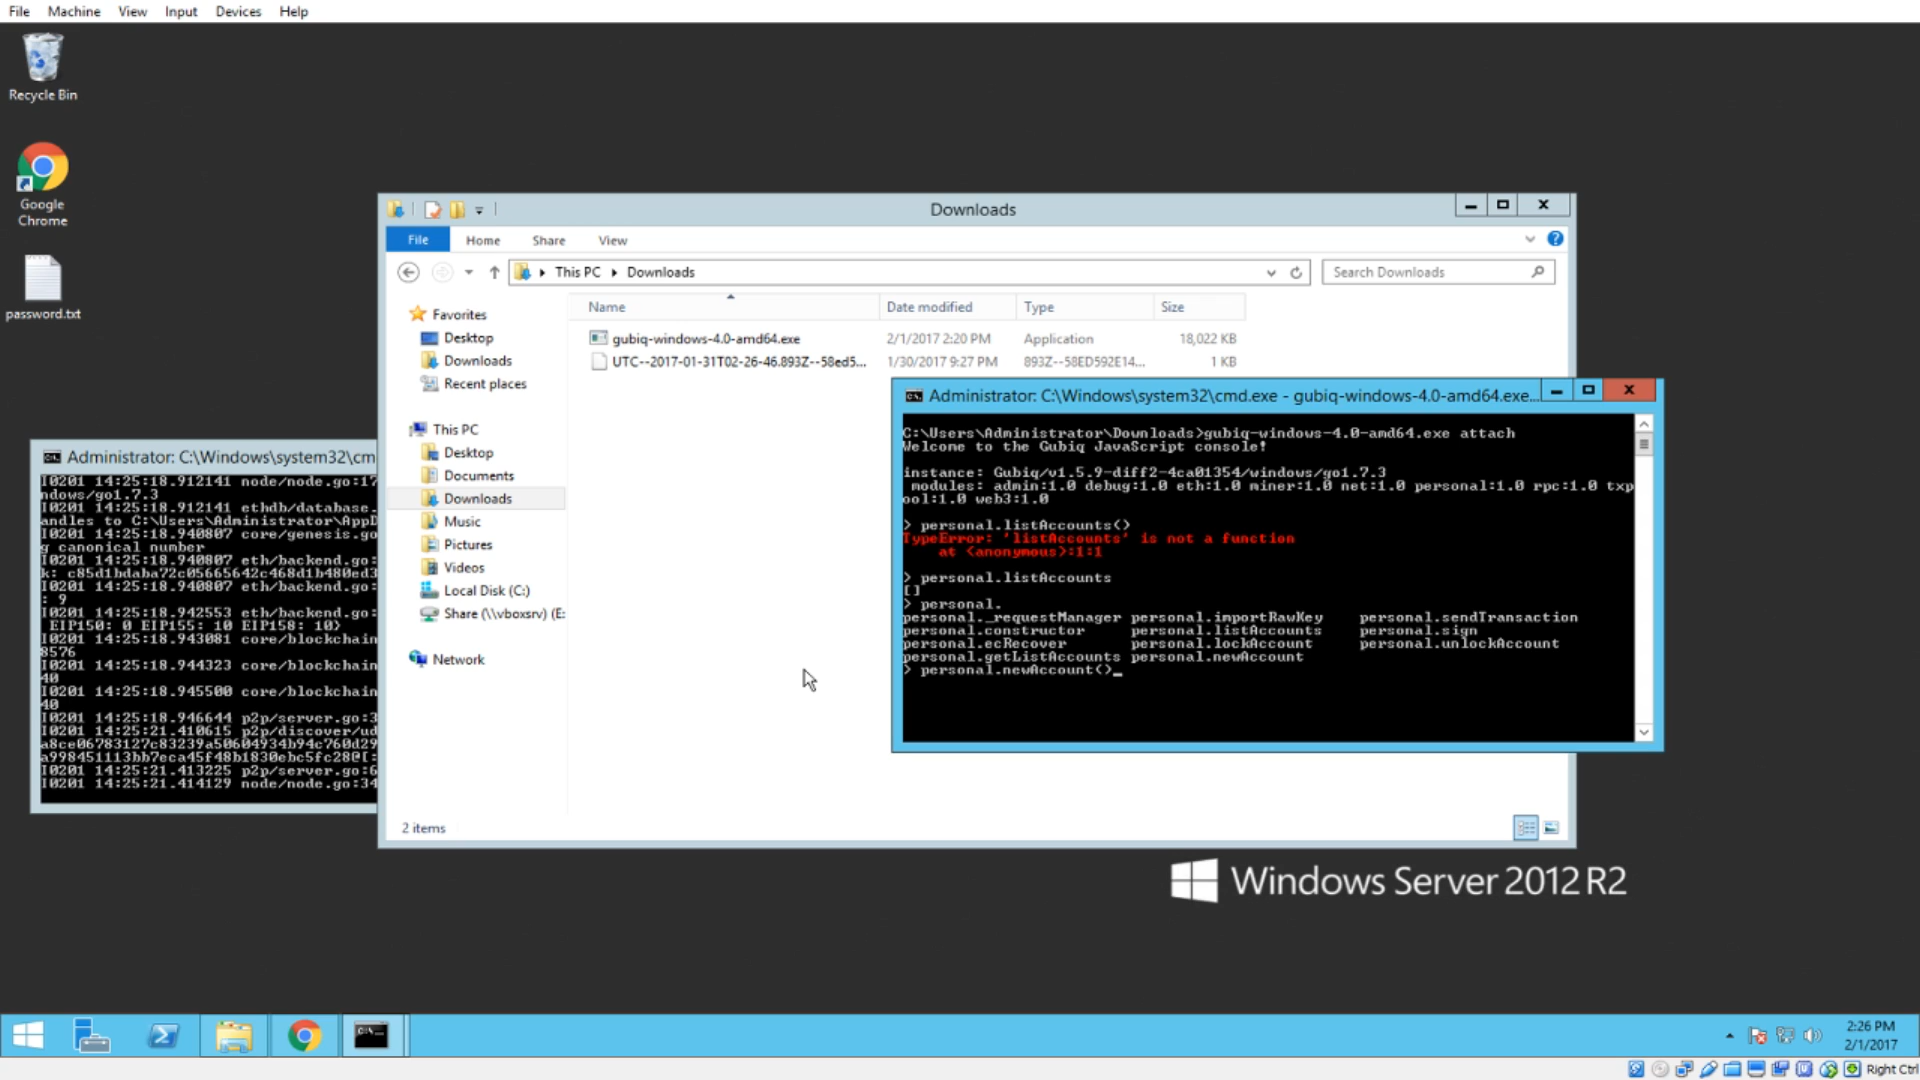 File Machine View Input Devices Help
Recycle Bin
Google
Chrome
password.txt
Downloads
File Home Share View
This PC Downloads
Search Downloads
Name Date modified Type Size
gubiq-windows-4.0-amd64.exe 2/1/2017 2:20 PM Application 18,022 KB
UTC--2017-01-31T02-26-46.893Z--58ed5... 1/30/2017 9:27 PM 893Z--58ED592E14... 1 KB
Favorites
Desktop
Downloads
Recent places
This PC
Desktop
Documents
Downloads
Music
Pictures
Videos
Local Disk (C:)
Share (\\vboxsrv) (E:
Network
2 items
Administrator: C:\Windows\system32\cm
I0201 14:25:18.912141 node/node.go:17
ndows/go1.7.3
I0201 14:25:18.912141 ethdb/database.
andles to C:\Users\Administrator\AppD
I0201 14:25:18.940807 core/genesis.go
g canonical number
I0201 14:25:18.940807 eth/backend.go:
k: c85d1bdaba72c05665642c468d1b480ed3
I0201 14:25:18.940807 eth/backend.go:
: 9
I0201 14:25:18.942553 eth/backend.go:
EIP150: 0 EIP155: 10 EIP158: 10}
I0201 14:25:18.943081 core/blockchain
8576
I0201 14:25:18.944323 core/blockchain
40
I0201 14:25:18.945500 core/blockchain
40
I0201 14:25:18.946644 p2p/server.go:3
I0201 14:25:21.410615 p2p/discover/ud
a8ce06783127c83239a50604934b94c760d29
a998451113bb7eca45f48b1830ebc5fc28@[:
I0201 14:25:21.413225 p2p/server.go:6
I0201 14:25:21.414129 node/node.go:34
Administrator: C:\Windows\system32\cmd.exe - gubiq-windows-4.0-amd64.exe...
C:\Users\Administrator\Downloads>gubiq-windows-4.0-amd64.exe attach
Welcome to the Gubiq JavaScript console!
instance: Gubiq/v1.5.9-diff2-4ca01354/windows/go1.7.3
modules: admin:1.0 debug:1.0 eth:1.0 miner:1.0 net:1.0 personal:1.0 rpc:1.0 txp
ool:1.0 web3:1.0
> personal.listAccounts()
TypeError: 'listAccounts' is not a function
at <anonymous>:1:1
> personal.listAccounts
[]
> personal.
personal._requestManager personal.importRawKey personal.sendTransaction
personal.constructor personal.listAccounts personal.sign
personal.ecRecover personal.lockAccount personal.unlockAccount
personal.getListAccounts personal.newAccount
> personal.newAccount()_
Windows Server 2012 R2
2:26 PM
2/1/2017
Right Ctrl